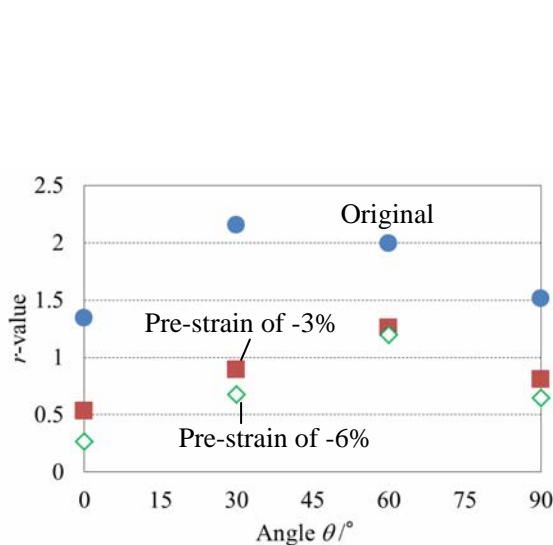 2.5
Original
2
1.5
Pre-strain of -3%
r-value
1
0.5
Pre-strain of -6%
0
0 15 30 45 60 75 90
Angle θ/°